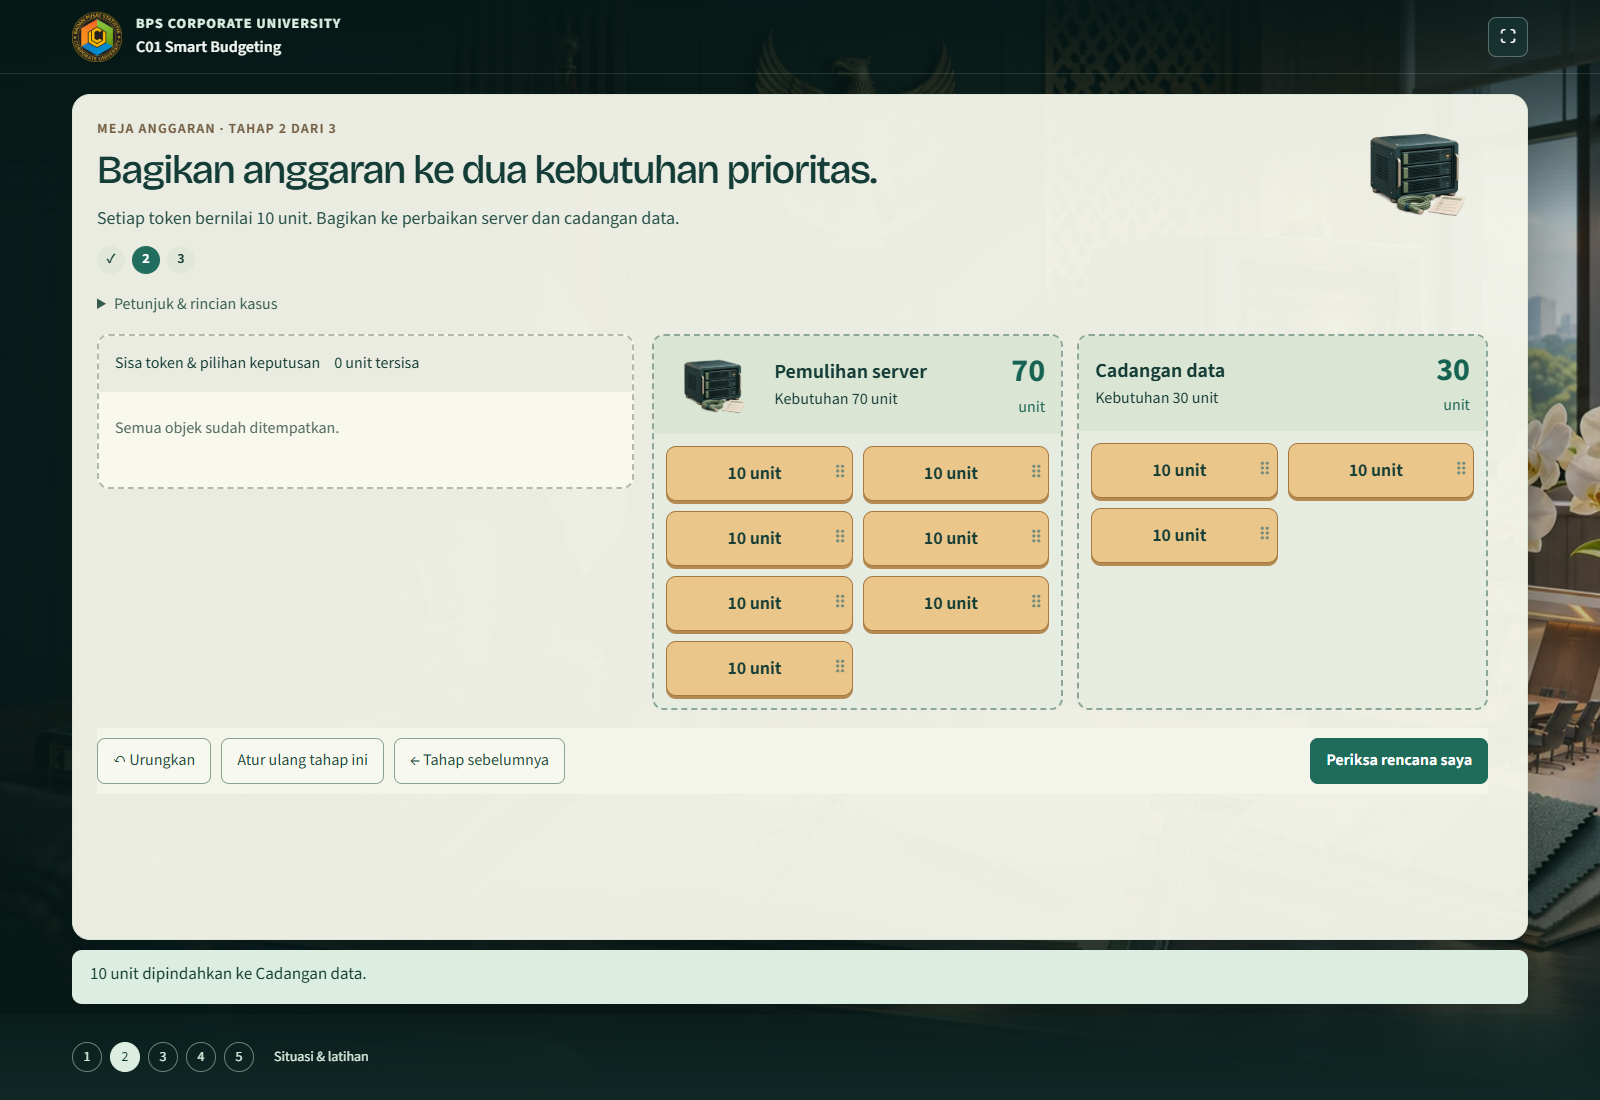 BPS CORPORATE UNIVERSITY
C01 Smart Budgeting
MEJA ANGGARAN · TAHAP 2 DARI 3
Bagikan anggaran ke dua kebutuhan prioritas.
Setiap token bernilai 10 unit. Bagikan ke perbaikan server dan cadangan data.
✓ 2 3
▶ Petunjuk & rincian kasus
Sisa token & pilihan keputusan 0 unit tersisa
Semua objek sudah ditempatkan.
Pemulihan server
Kebutuhan 70 unit
70
unit
10 unit 10 unit
10 unit 10 unit
10 unit 10 unit
10 unit
Cadangan data
Kebutuhan 30 unit
30
unit
10 unit 10 unit
10 unit
↶ Urungkan
Atur ulang tahap ini
← Tahap sebelumnya
Periksa rencana saya
10 unit dipindahkan ke Cadangan data.
1 2 3 4 5 Situasi & latihan